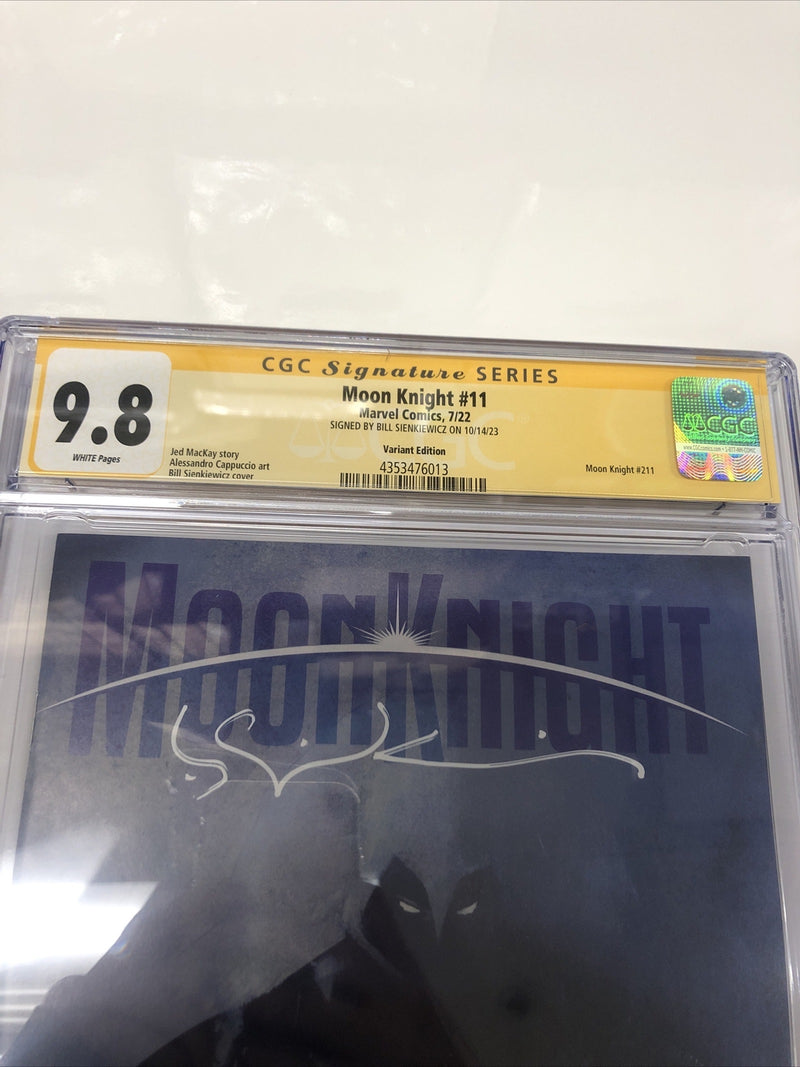 CGC Signature SERIES
9.8
WHITE Pages
Jed MacKay story
Alessandro Cappuccio art
Bill Sienkiewicz cover
Moon Knight #11
Marvel Comics, 7/22
SIGNED BY BILL SIENKIEWICZ ON 10/14/23
Variant Edition
4353476013
Moon Knight #211
CGC
CGC
MOONKNIGHT